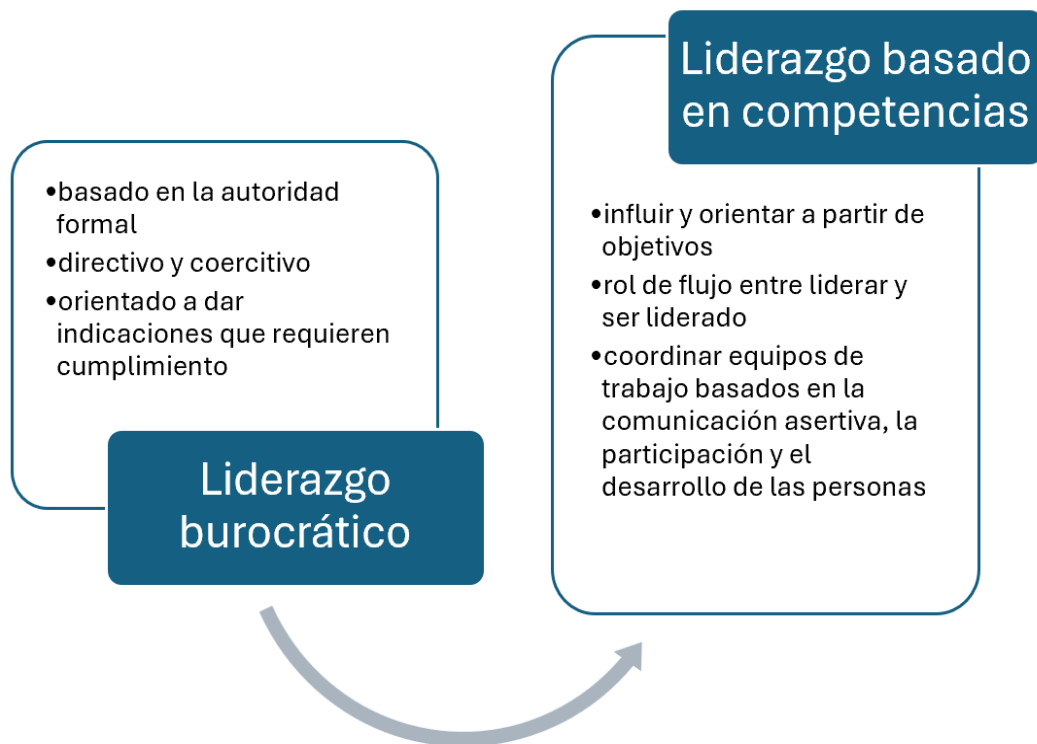 •basado en la autoridad
formal
•directivo y coercitivo
•orientado a dar
indicaciones que requieren
cumplimiento
Liderazgo
burocrático
Liderazgo basado
en competencias
•influir y orientar a partir de
objetivos
•rol de flujo entre liderar y
ser liderado
•coordinar equipos de
trabajo basados en la
comunicación asertiva, la
participación y el
desarrollo de las personas